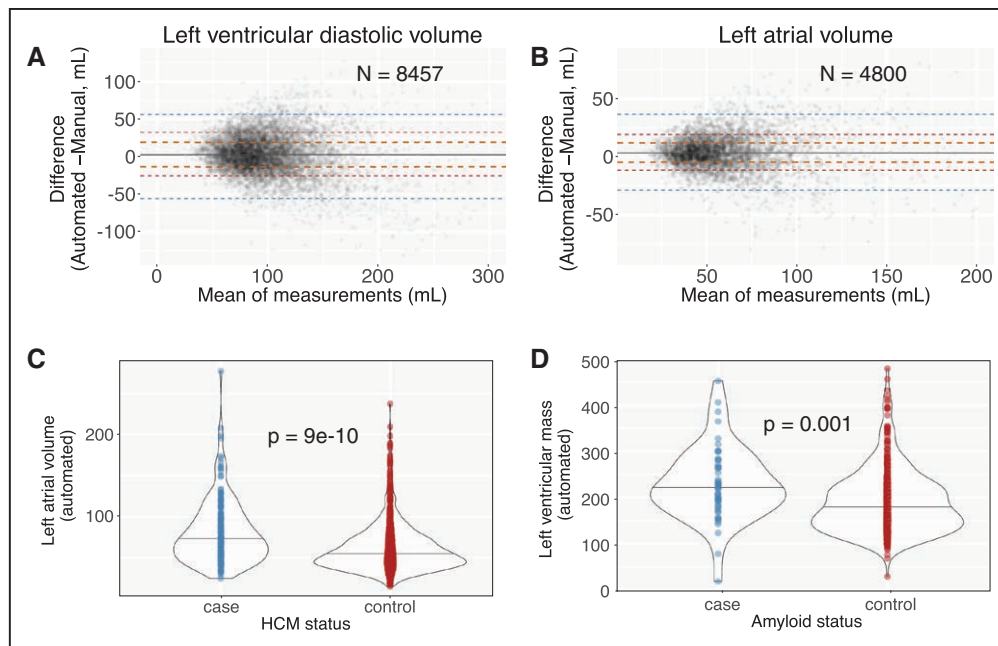 A
Left ventricular diastolic volume
N = 8457
Difference
(Automated –Manual, mL)
100
50
0
-50
-100
0
100
200
300
Mean of measurements (mL)
B
Left atrial volume
N = 4800
Difference
(Automated –Manual, mL)
50
0
-50
50
100
150
200
Mean of measurements (mL)
C
p = 9e-10
Left atrial volume
(automated)
200
100
case
control
HCM status
D
p = 0.001
Left ventricular mass
(automated)
500
400
300
200
100
0
case
control
Amyloid status